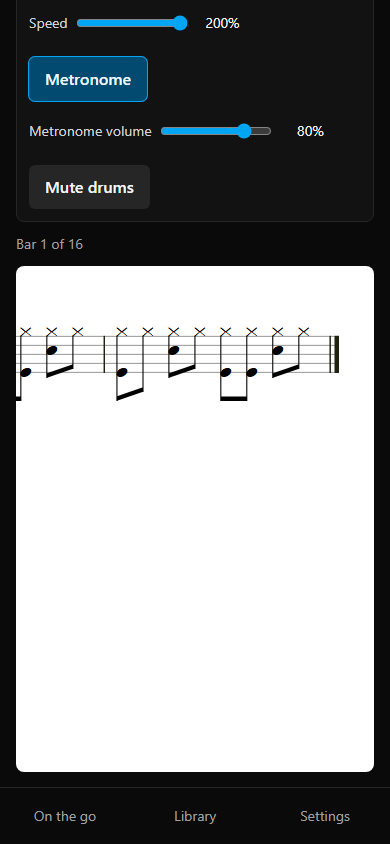 Speed 200%
Metronome
Metronome volume 80%
Mute drums
Bar 1 of 16
On the go Library Settings